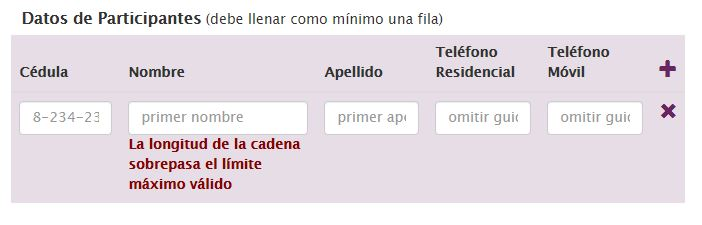 Datos de Participantes (debe llenar como mínimo una fila)
Teléfono Teléfono
Cédula Nombre Apellido Residencial Móvil
8-234-23 primer nombre primer ape omitir guio omitir guio
La longitud de la cadena
sobrepasa el límite
máximo válido